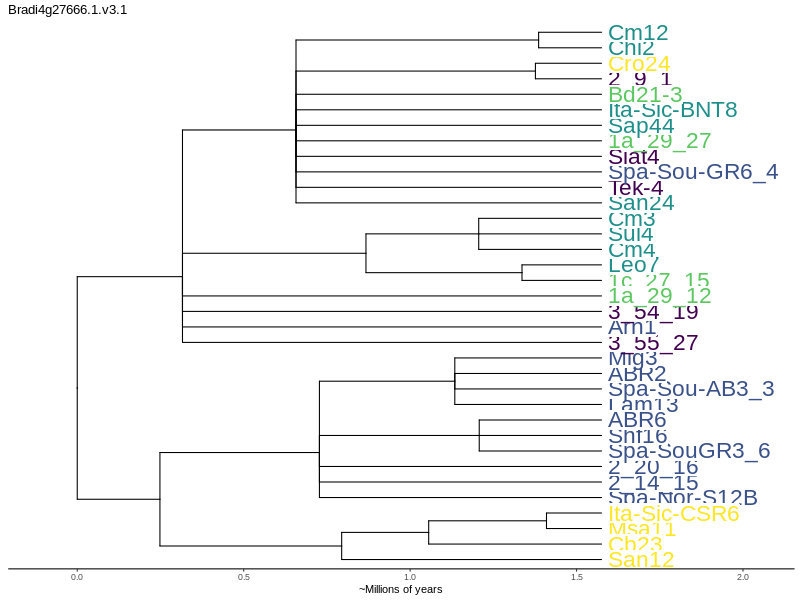 Bradi4g27666.1.v3.1
Cm12
Chi2
Cro24
2_9_1
Bd21-3
Ita-Sic-BNT8
Sap44
1a_29_27
Siat4
Spa-Sou-GR6_4
Tek-4
San24
Cm3
Sul4
Cm4
Leo7
1c_27_15
1a_29_12
3_54_19
Arn1
3_55_27
Mig3
ABR2
Spa-Sou-AB3_3
Lam13
ABR6
Snf16
Spa-SouGR3_6
2_20_16
2_14_15
Spa-Nor-S12B
Ita-Sic-CSR6
Msa11
Cb23
San12
0.0 0.5 1.0 1.5 2.0
~Millions of years